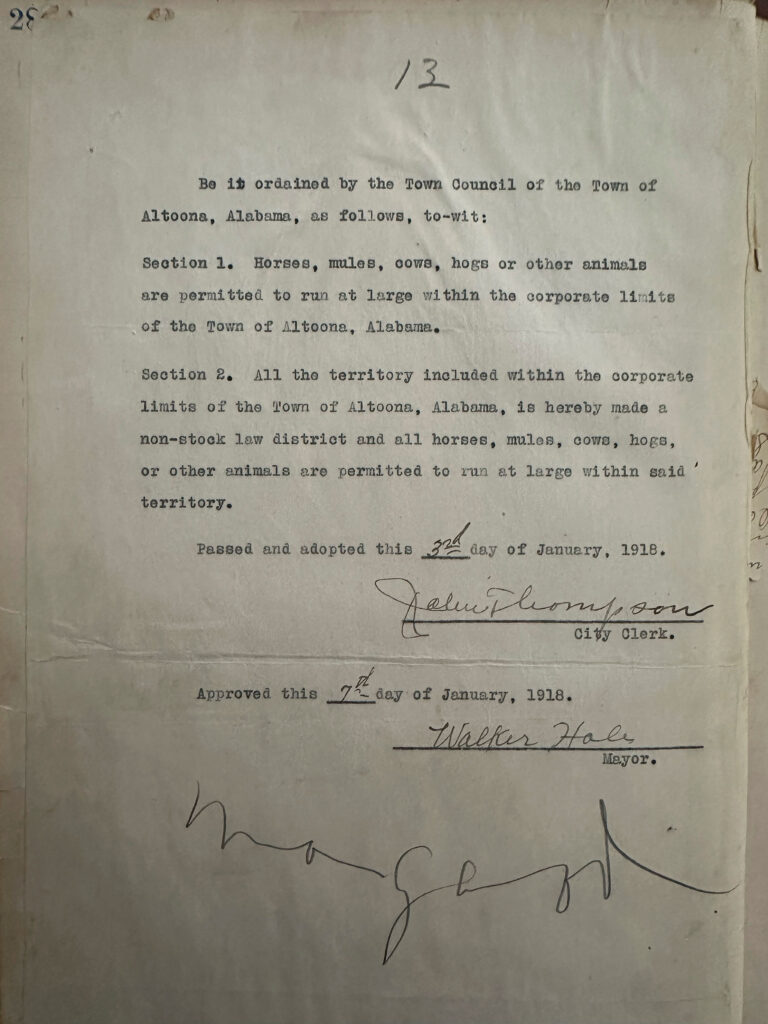 28
13
Be it ordained by the Town Council of the Town of
Altoona, Alabama, as follows, to-wit:
Section 1. Horses, mules, cows, hogs or other animals
are permitted to run at large within the corporate limits
of the Town of Altoona, Alabama.
Section 2. All the territory included within the corporate
limits of the Town of Altoona, Alabama, is hereby made a
non-stock law district and all horses, mules, cows, hogs,
or other animals are permitted to run at large within said
territory.
Passed and adopted this 3rd day of January, 1918.
John Thompson
City Clerk.
Approved this 7th day of January, 1918.
Walker Hale
Mayor.